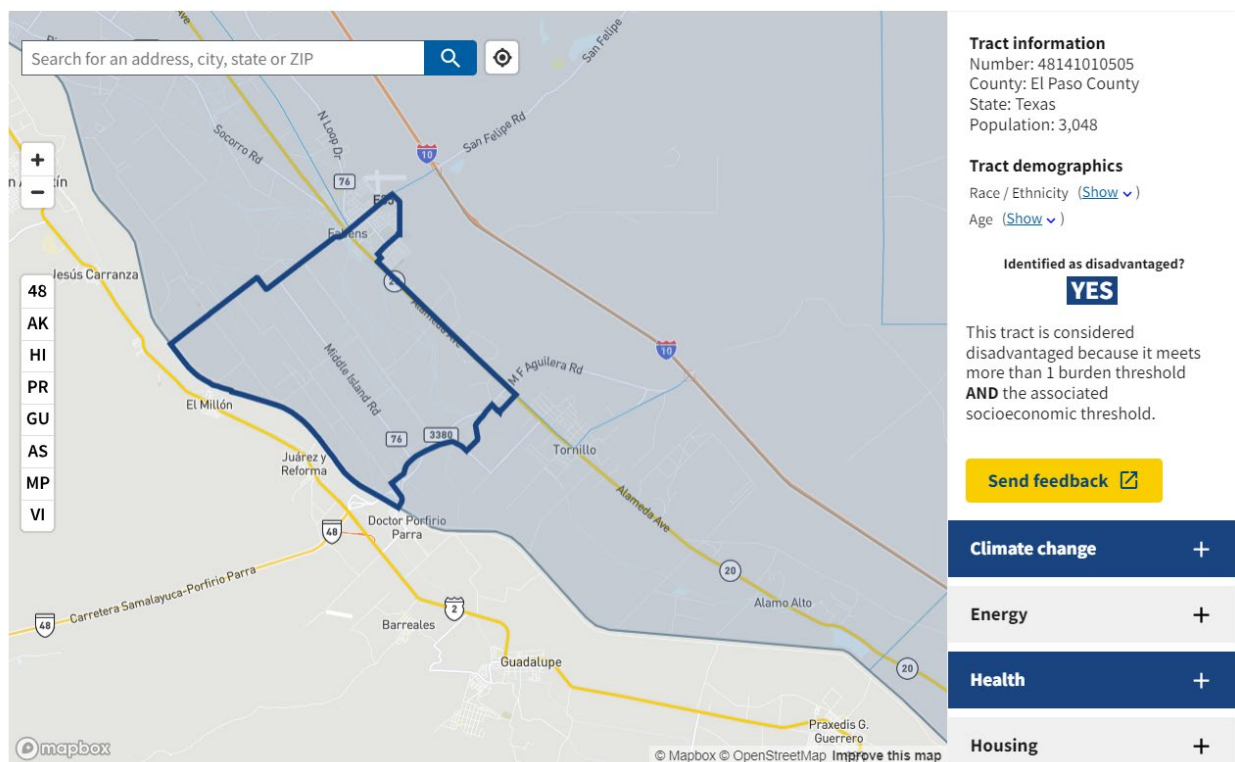 Search for an address, city, state or ZIP
San Felipe
N Loop Dr
San Felipe Rd
Socorro Rd
10
76
Jesús Carranza
20
Alameda Ave
Middle Island Rd
M F Aguilera Rd
10
El Millón
76
3380
Tornillo
Juárez y
Reforma
Doctor Porfirio
Parra
Alameda Ave
48
20
Carretera Samalayuca-Porfirio Parra
48
2
Barreales
Alamo Alto
Guadalupe
20
Praxedis G.
Guerrero
+
−
48
AK
HI
PR
GU
AS
MP
VI
mapbox
© Mapbox © OpenStreetMap Improve this map
Tract information
Number: 48141010505
County: El Paso County
State: Texas
Population: 3,048
Tract demographics
Race / Ethnicity (Show)
Age (Show)
Identified as disadvantaged?
YES
This tract is considered
disadvantaged because it meets
more than 1 burden threshold
AND the associated
socioeconomic threshold.
Send feedback
Climate change +
Energy +
Health +
Housing +